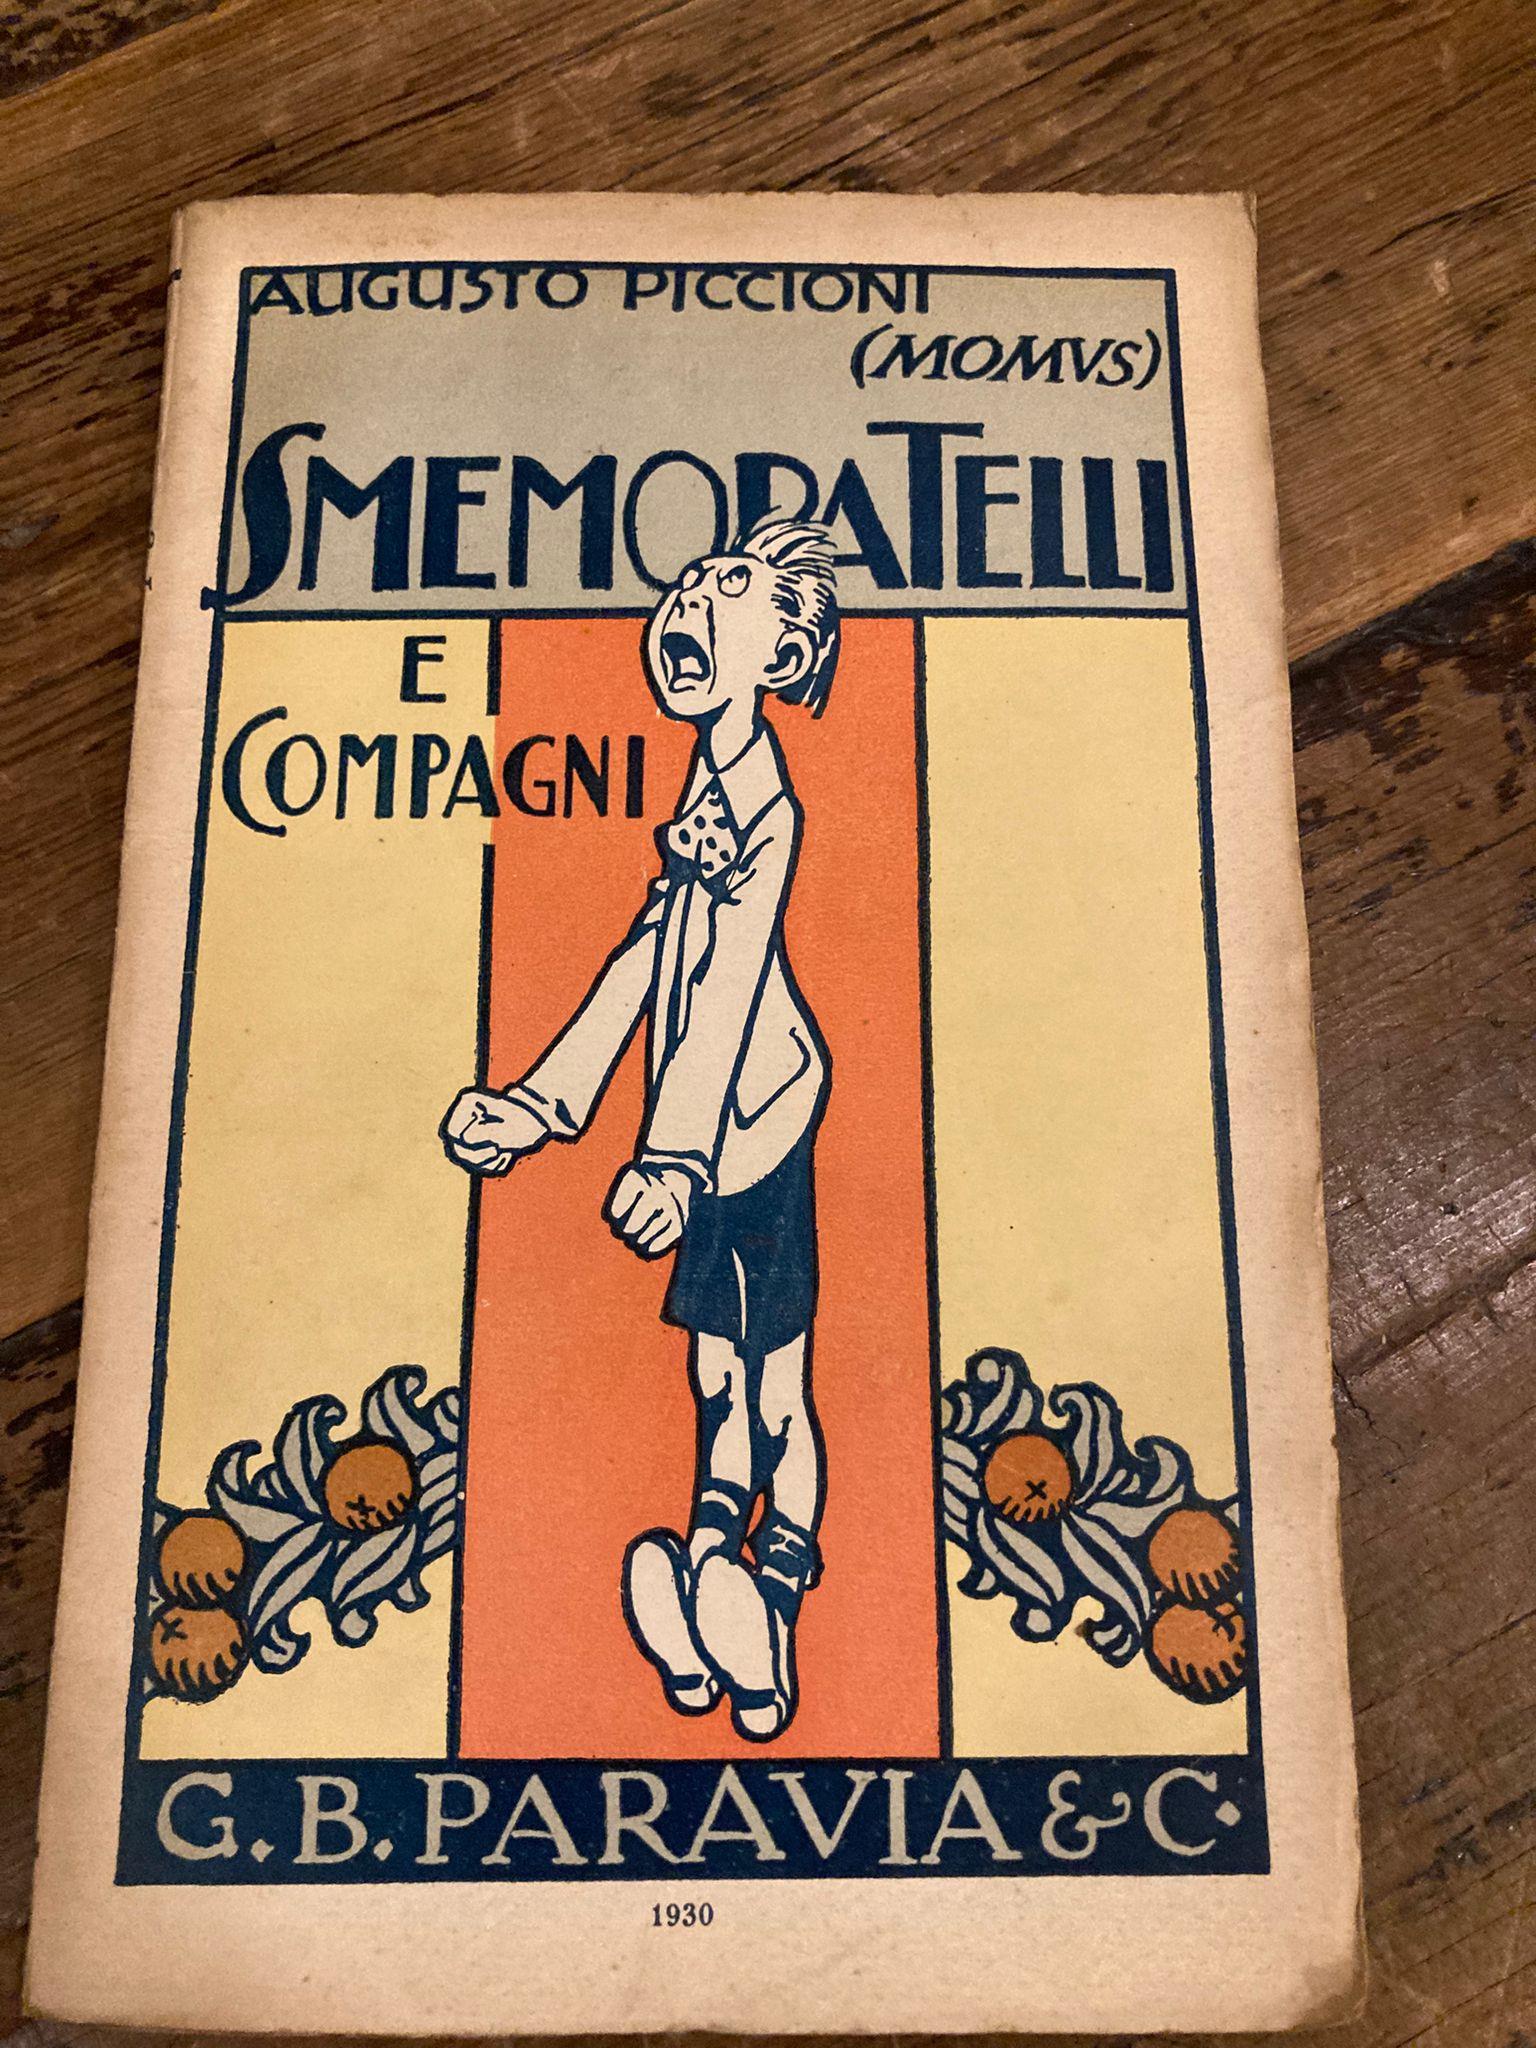 AUGUSTO PICCIONI
(MOMVS)
SMEMORATELLI
E
COMPAGNI
G. B. PARAVIA & C.
1930